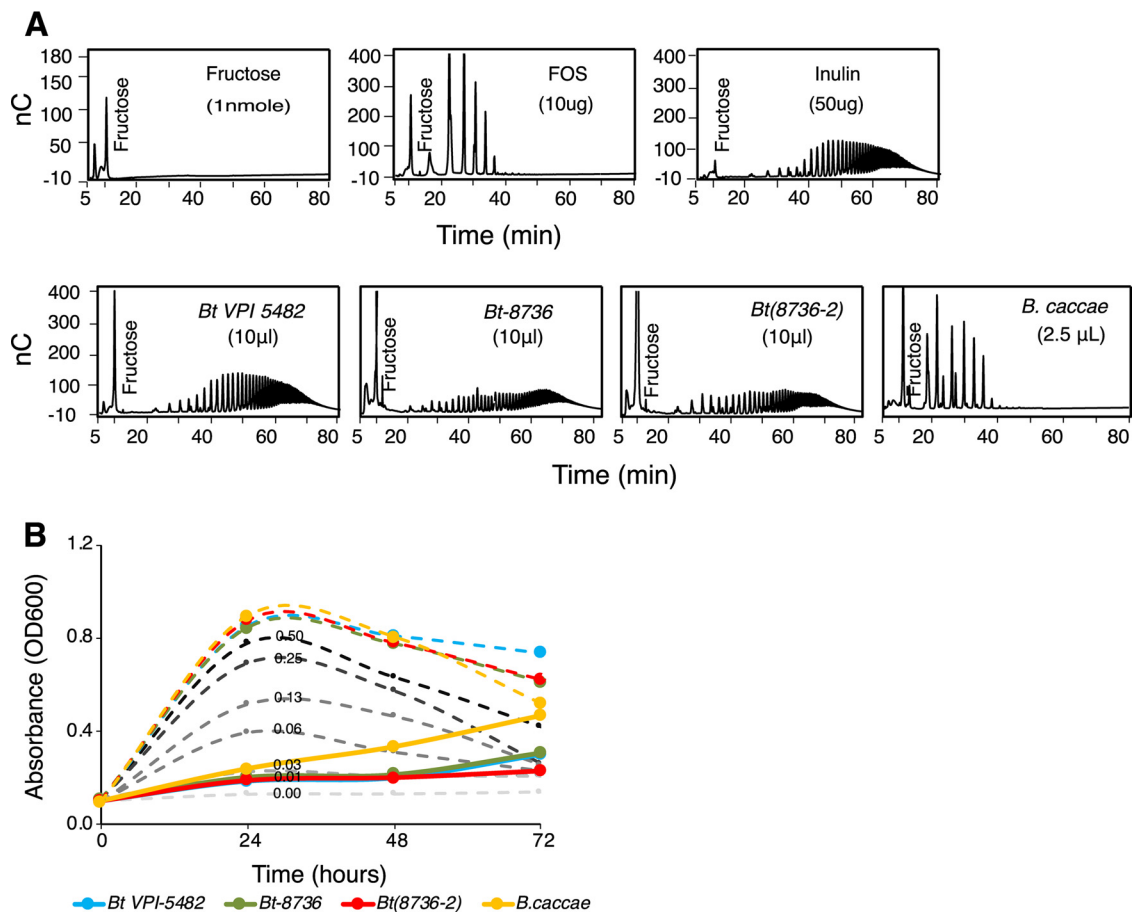 A
Fructose
(1nmole)
Fructose
nC
180
150
100
50
-10
5
20
40
60
80
FOS
(10ug)
Fructose
400
300
200
100
-10
5
20
40
60
80
Inulin
(50ug)
Fructose
400
300
200
100
-10
5
20
40
60
80
Time (min)
Bt VPI 5482
(10µl)
Fructose
nC
400
300
200
100
-10
5
20
40
60
80
Bt-8736
(10µl)
Fructose
5
20
40
60
80
Bt(8736-2)
(10µl)
Fructose
5
20
40
60
80
B. caccae
(2.5 µL)
Fructose
5
20
40
60
80
Time (min)
B
Absorbance (OD600)
1.2
0.8
0.4
0.0
0.50
0.25
0.13
0.06
0.03
0.01
0.00
0
24
48
72
Time (hours)
Bt VPI-5482 Bt-8736 Bt(8736-2) B.caccae